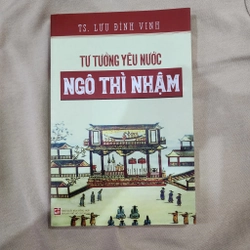 TS. LƯU ĐÌNH VINH
TƯ TƯỞNG YÊU NƯỚC
NGÔ THÌ NHẬM